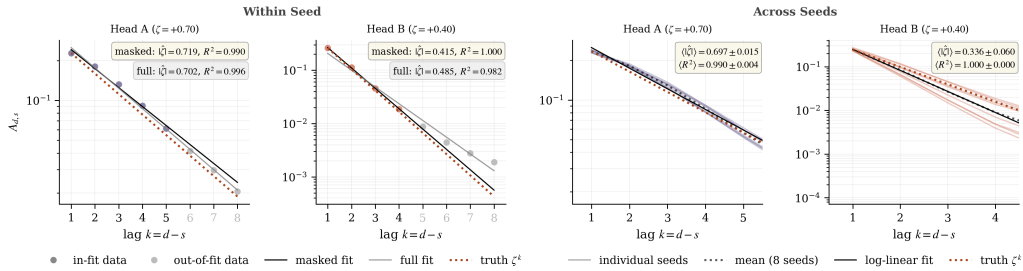 Within Seed
Across Seeds
Head A (ζ = +0.70)
Head B (ζ = +0.40)
Head A (ζ = +0.70)
Head B (ζ = +0.40)
masked: |ζ̂| = 0.719, R² = 0.990
full: |ζ̂| = 0.702, R² = 0.996
masked: |ζ̂| = 0.415, R² = 1.000
full: |ζ̂| = 0.485, R² = 0.982
⟨|ζ̂|⟩ = 0.697 ± 0.015
⟨R²⟩ = 0.990 ± 0.004
⟨|ζ̂|⟩ = 0.336 ± 0.060
⟨R²⟩ = 1.000 ± 0.000
A_{d,s}
10⁻¹
10⁻¹
10⁻²
10⁻³
10⁻¹
10⁻¹
10⁻²
10⁻³
10⁻⁴
1 2 3 4 5 6 7 8
1 2 3 4 5 6 7 8
1 2 3 4 5
1 2 3 4
lag k = d − s
lag k = d − s
lag k = d − s
lag k = d − s
in-fit data
out-of-fit data
masked fit
full fit
truth ζᵏ
individual seeds
mean (8 seeds)
log-linear fit
truth ζᵏ